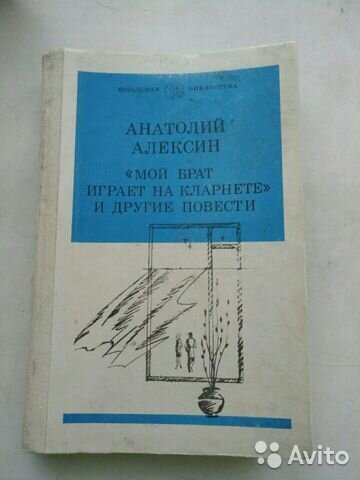 ШКОЛЬНАЯ БИБЛИОТЕКА
АНАТОЛИЙ
АЛЕКСИН
«МОЙ БРАТ
ИГРАЕТ НА КЛАРНЕТЕ»
И ДРУГИЕ ПОВЕСТИ
Avito